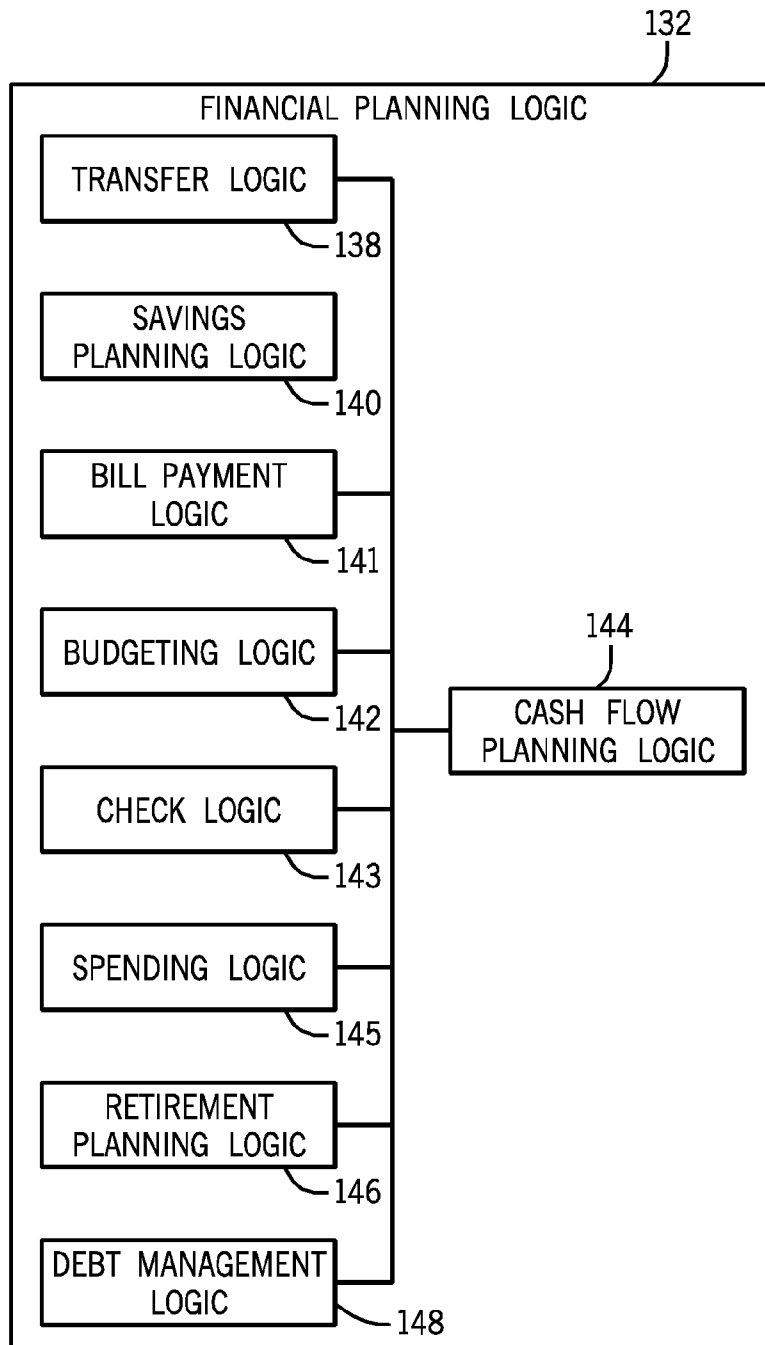 132
FINANCIAL PLANNING LOGIC
TRANSFER LOGIC
138
SAVINGS
PLANNING LOGIC
140
BILL PAYMENT
LOGIC
141
BUDGETING LOGIC
142
144
CASH FLOW
PLANNING LOGIC
CHECK LOGIC
143
SPENDING LOGIC
145
RETIREMENT
PLANNING LOGIC
146
DEBT MANAGEMENT
LOGIC
148